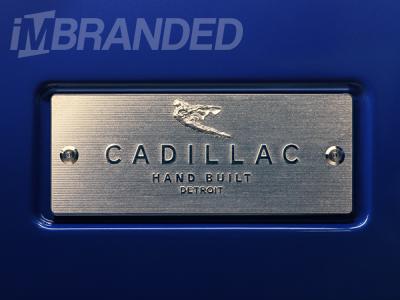 iMBRANDED
CADILLAC
HAND BUILT
DETROIT